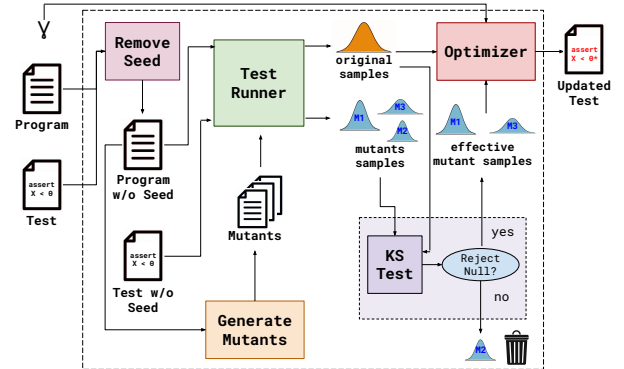 γ
Remove
Seed
Test
Runner
original
samples
Optimizer
assert
X < θ*
Updated
Test
Program
M1
M3
M2
mutants
samples
M1
M3
effective
mutant samples
assert
X < θ
Test
Program
w/o Seed
Mutants
assert
X < θ
Test w/o
Seed
Generate
Mutants
KS
Test
Reject
Null?
yes
no
M2